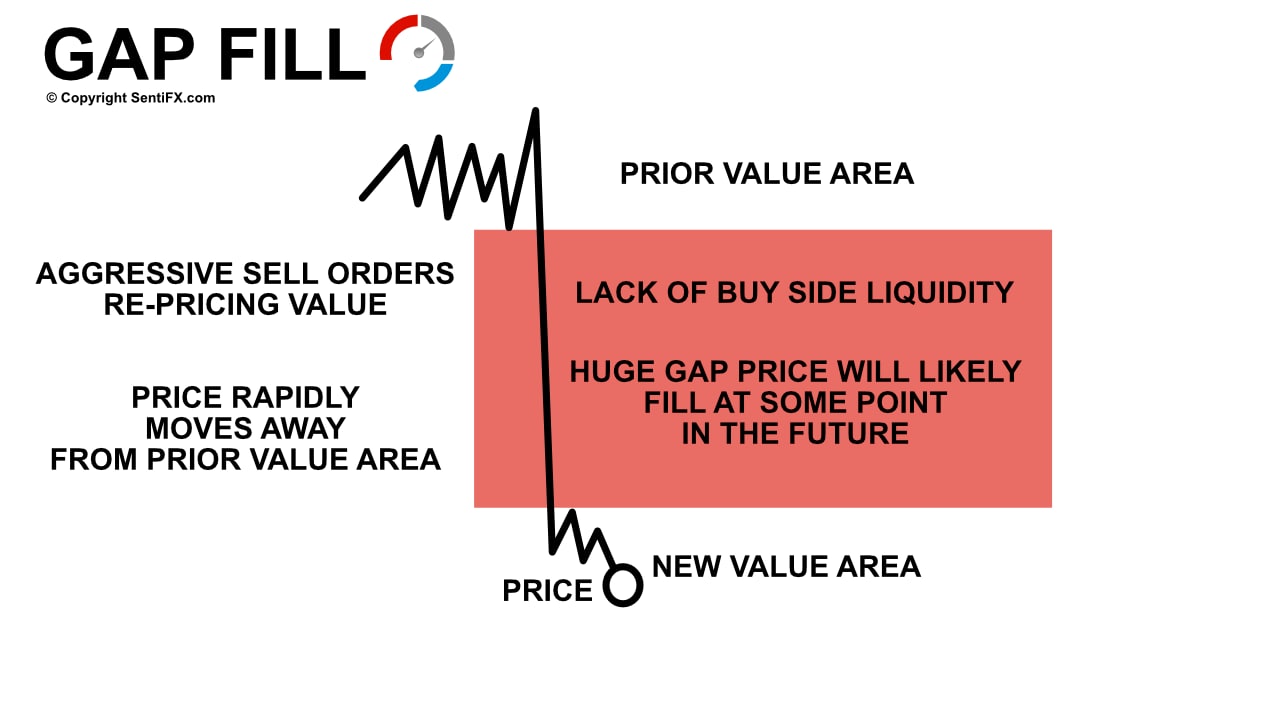 GAP FILL
© Copyright SentiFX.com
PRIOR VALUE AREA
AGGRESSIVE SELL ORDERS
RE-PRICING VALUE
LACK OF BUY SIDE LIQUIDITY
PRICE RAPIDLY
MOVES AWAY
FROM PRIOR VALUE AREA
HUGE GAP PRICE WILL LIKELY
FILL AT SOME POINT
IN THE FUTURE
NEW VALUE AREA
PRICE